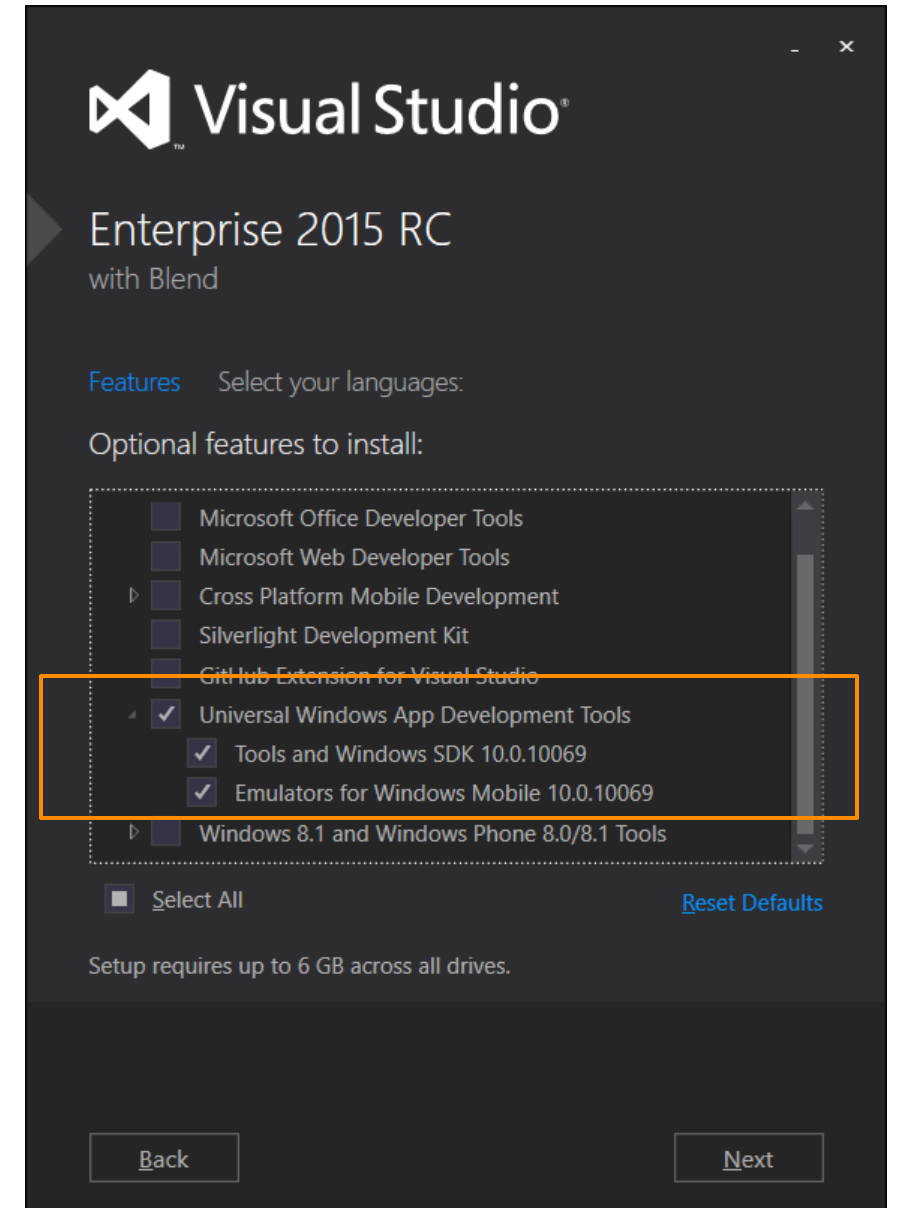 Visual Studio®
™
Enterprise 2015 RC
with Blend
Features Select your languages:
Optional features to install:
Microsoft Office Developer Tools
Microsoft Web Developer Tools
Cross Platform Mobile Development
Silverlight Development Kit
GitHub Extension for Visual Studio
Universal Windows App Development Tools
Tools and Windows SDK 10.0.10069
Emulators for Windows Mobile 10.0.10069
Windows 8.1 and Windows Phone 8.0/8.1 Tools
Select All
Reset Defaults
Setup requires up to 6 GB across all drives.
Back
Next